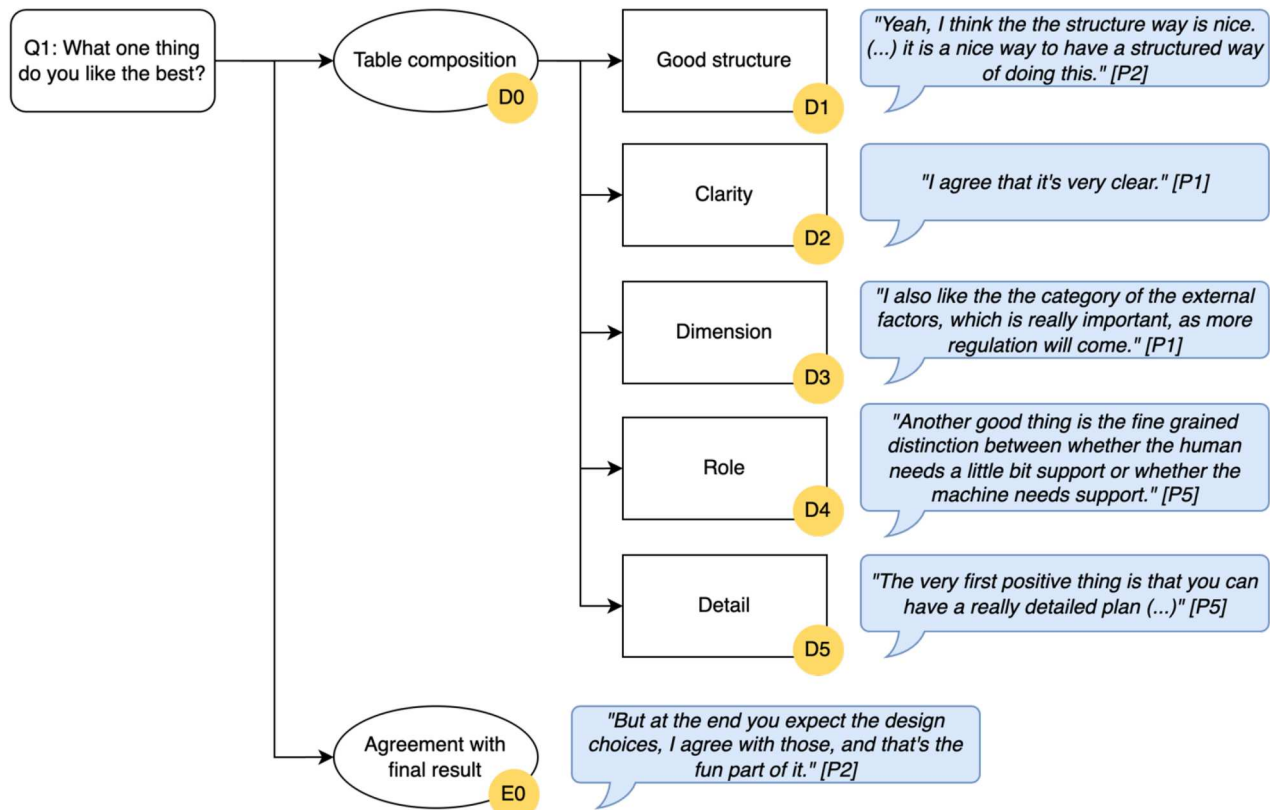 Q1: What one thing
do you like the best?
Table composition
D0
Good structure
D1
"Yeah, I think the the structure way is nice.
(...) it is a nice way to have a structured way
of doing this." [P2]
Clarity
D2
"I agree that it's very clear." [P1]
Dimension
D3
"I also like the the category of the external
factors, which is really important, as more
regulation will come." [P1]
Role
D4
"Another good thing is the fine grained
distinction between whether the human
needs a little bit support or whether the
machine needs support." [P5]
Detail
D5
"The very first positive thing is that you can
have a really detailed plan (...)" [P5]
Agreement with
final result
E0
"But at the end you expect the design
choices, I agree with those, and that's the
fun part of it." [P2]